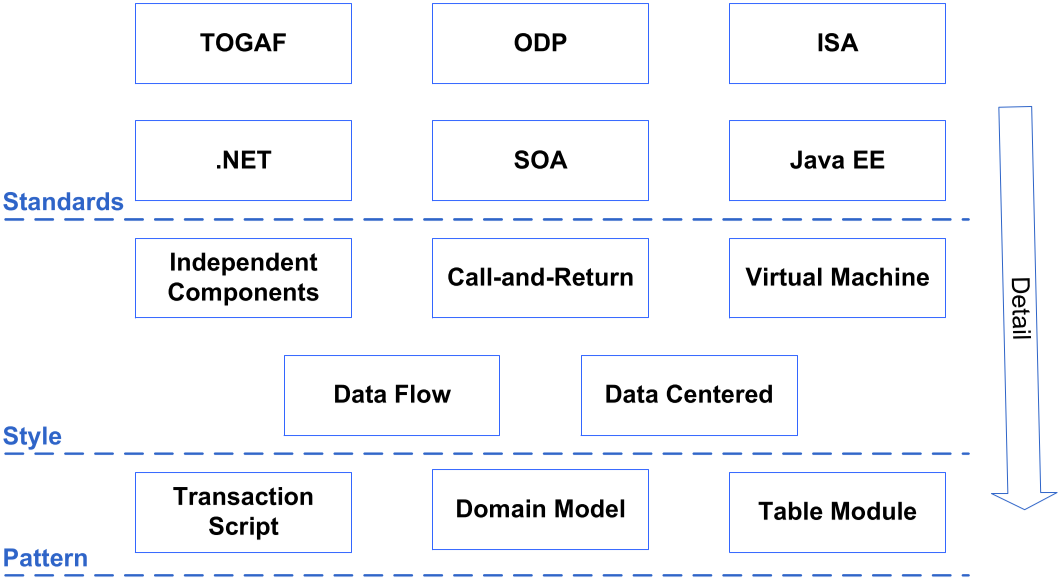 TOGAF
ODP
ISA
.NET
SOA
Java EE
Standards
Independent
Components
Call-and-Return
Virtual Machine
Detail
Data Flow
Data Centered
Style
Transaction
Script
Domain Model
Table Module
Pattern